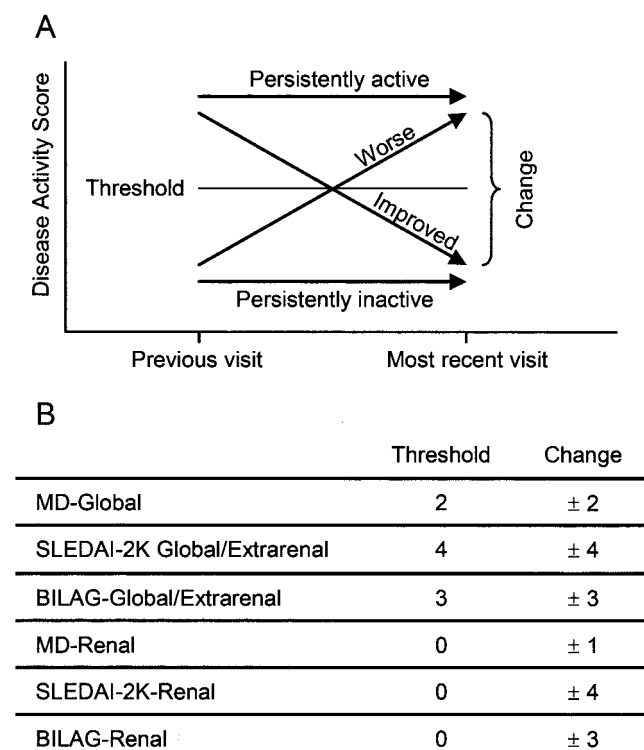 A
Persistently active
Worse
Threshold
Improved
Change
Disease Activity Score
Persistently inactive
Previous visit Most recent visit
B
Threshold Change
MD-Global 2 ± 2
SLEDAI-2K Global/Extrarenal 4 ± 4
BILAG-Global/Extrarenal 3 ± 3
MD-Renal 0 ± 1
SLEDAI-2K-Renal 0 ± 4
BILAG-Renal 0 ± 3